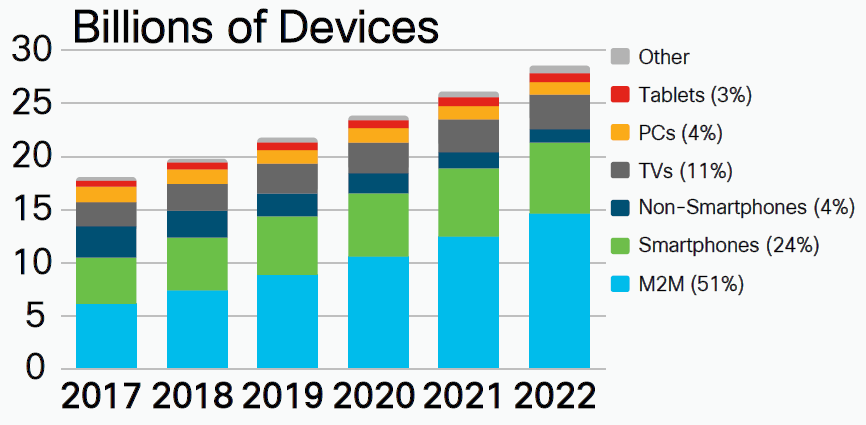 Billions of Devices
30
25
20
15
10
5
0
2017 2018 2019 2020 2021 2022
Other
Tablets (3%)
PCs (4%)
TVs (11%)
Non-Smartphones (4%)
Smartphones (24%)
M2M (51%)